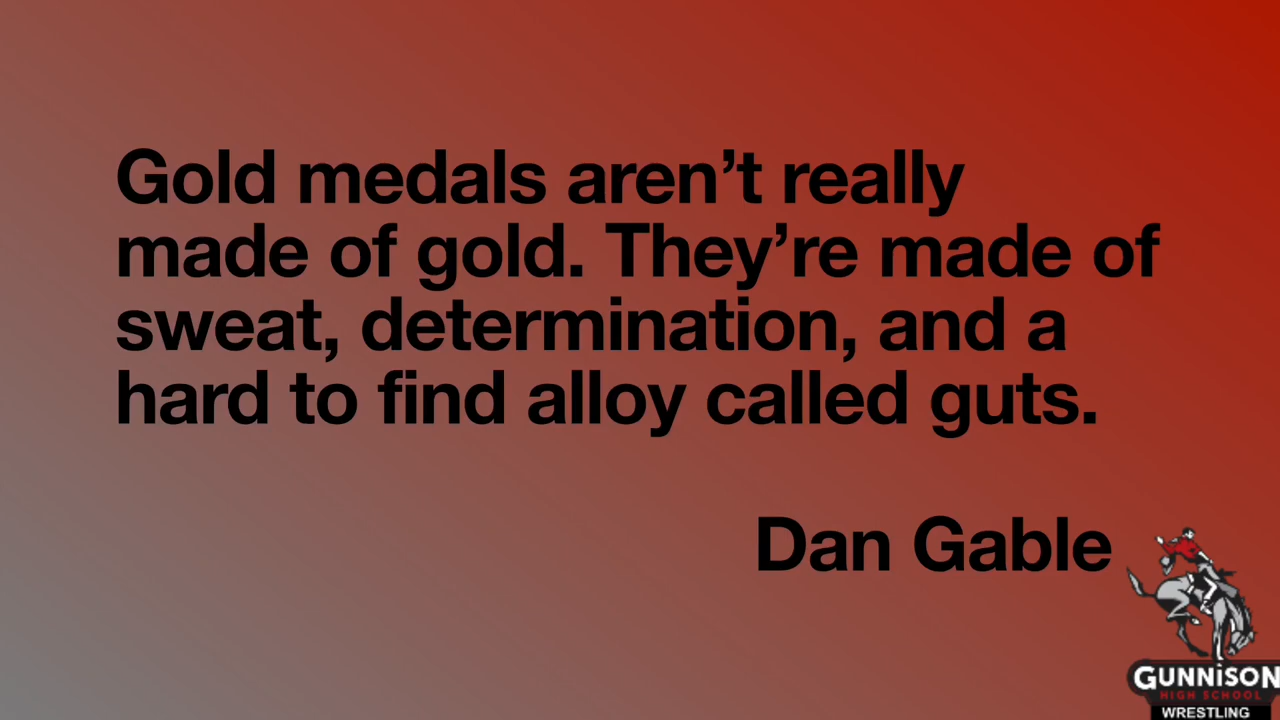 Gold medals aren’t really
made of gold. They’re made of
sweat, determination, and a
hard to find alloy called guts.
Dan Gable
GUNNiSON
HIGH SCHOOL
WRESTLING